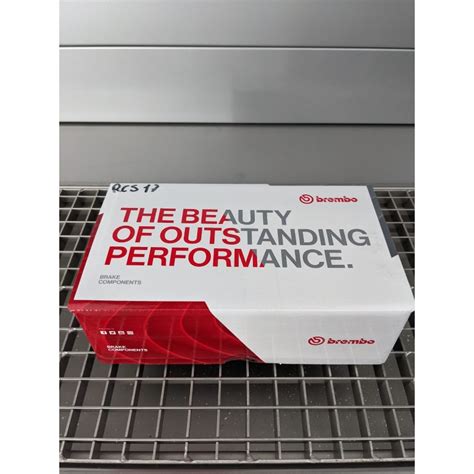 RCS 17
brembo
THE BEAUTY
OF OUTSTANDING
PERFORMANCE.
BRAKE
COMPONENTS
brembo
BRAKE
COMPONENTS